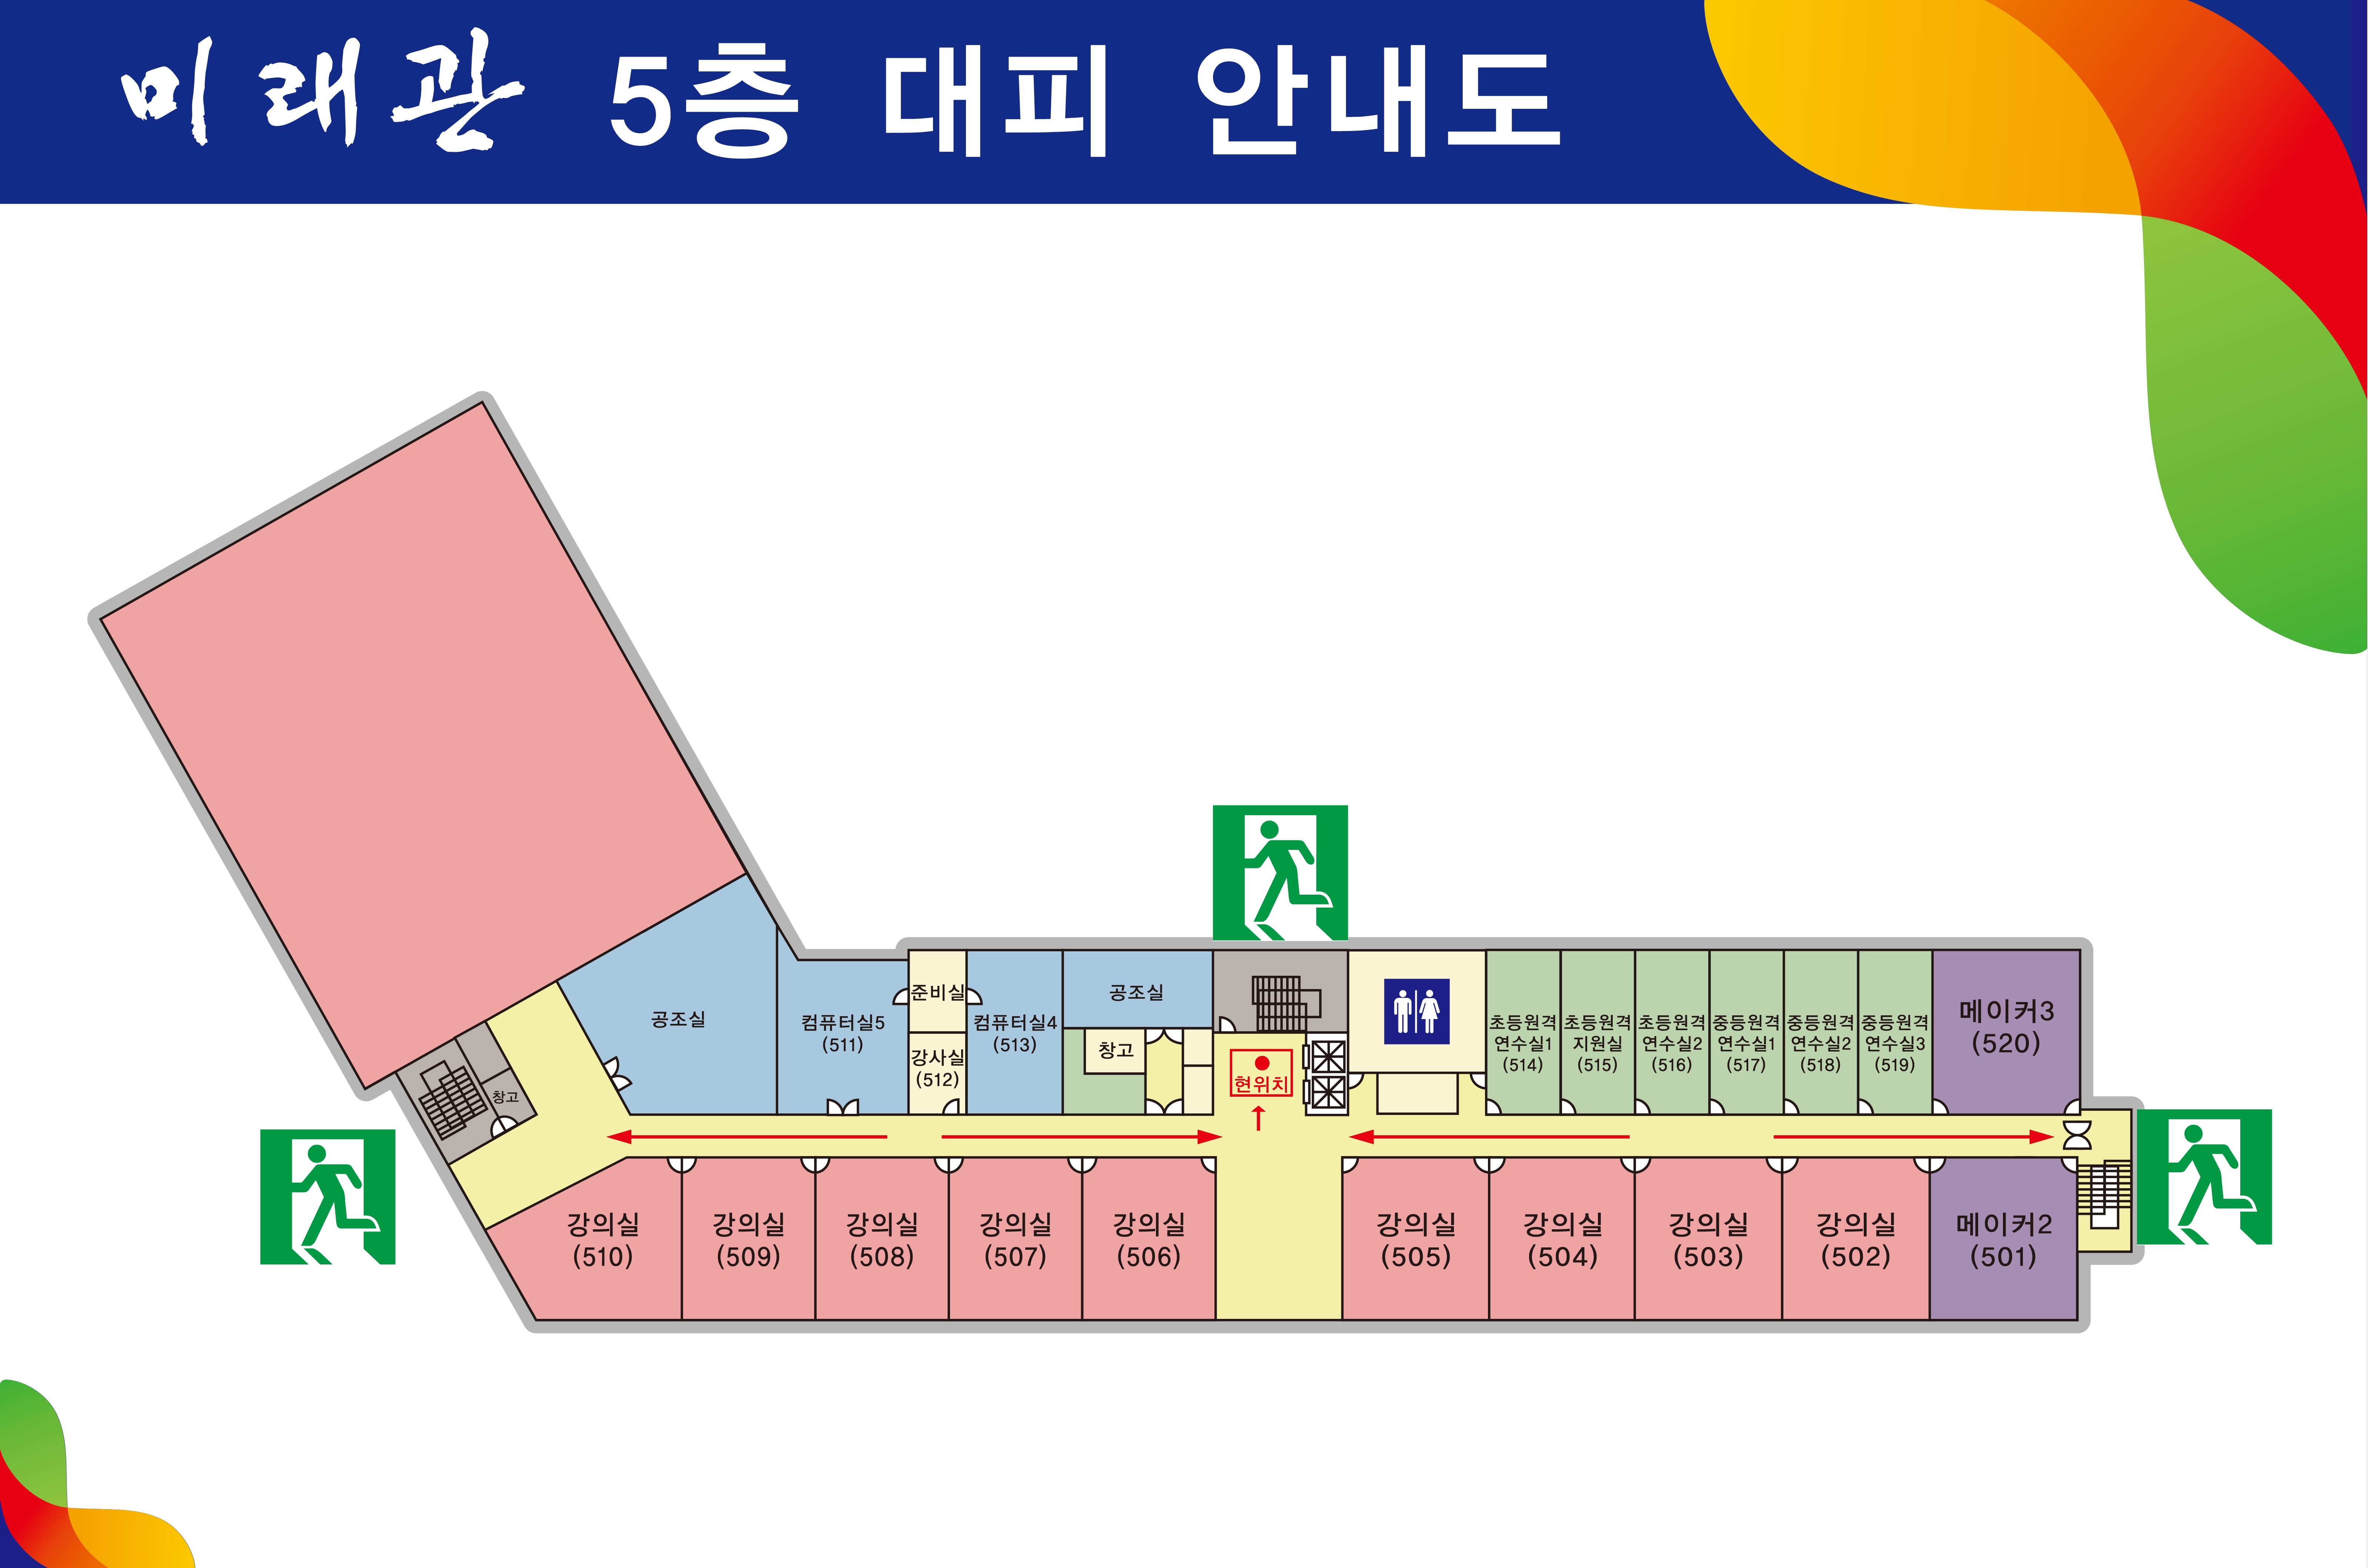 미래관 5층 대피 안내도
공조실
컴퓨터실5
(511)
준비실
강사실
(512)
컴퓨터실4
(513)
공조실
창고
현위치
초등원격
연수실1
(514)
초등원격
지원실
(515)
초등원격
연수실2
(516)
중등원격
연수실1
(517)
중등원격
연수실2
(518)
중등원격
연수실3
(519)
메이커3
(520)
창고
강의실
(510)
강의실
(509)
강의실
(508)
강의실
(507)
강의실
(506)
강의실
(505)
강의실
(504)
강의실
(503)
강의실
(502)
메이커2
(501)